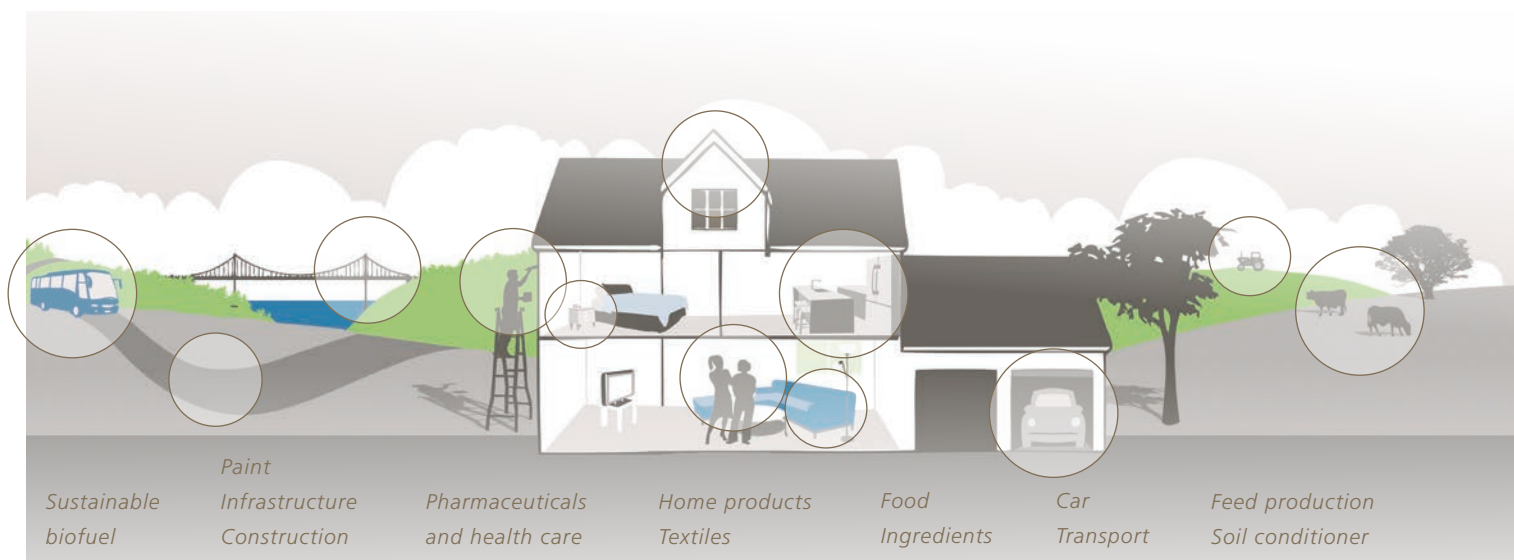 Sustainable
biofuel
Paint
Infrastructure
Construction
Pharmaceuticals
and health care
Home products
Textiles
Food
Ingredients
Car
Transport
Feed production
Soil conditioner